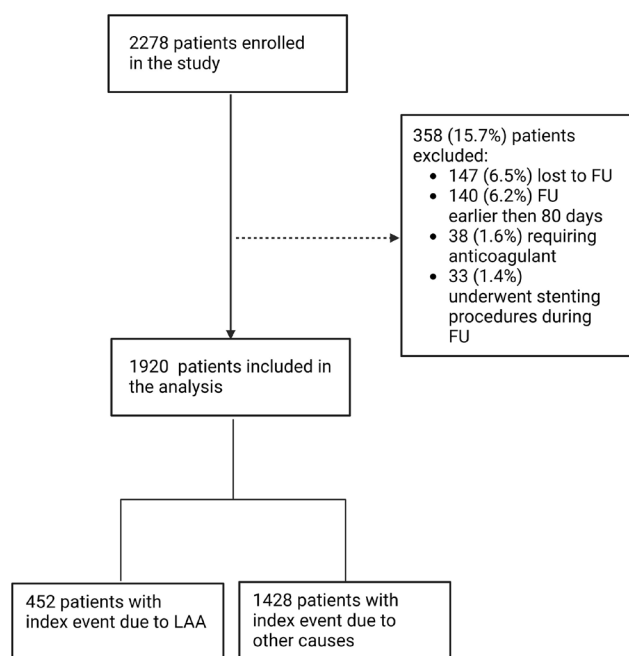 2278 patients enrolled
in the study
358 (15.7%) patients
excluded:
• 147 (6.5%) lost to FU
• 140 (6.2%) FU
earlier then 80 days
• 38 (1.6%) requiring
anticoagulant
• 33 (1.4%)
underwent stenting
procedures during
FU
1920 patients included in
the analysis
452 patients with
index event due to LAA
1428 patients with
index event due to
other causes